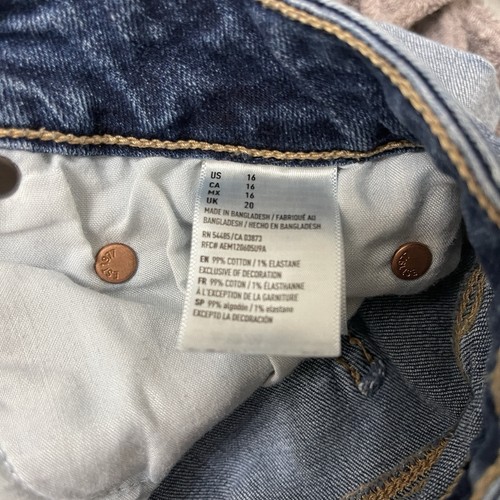 US 16
CA 16
MX 16
UK 20
MADE IN BANGLADESH / FABRIQUÉ AU
BANGLADESH / HECHO EN BANGLADESH
RN 54485/CA 03873
RFC# AEM120605U9A
EN 99% COTTON / 1% ELASTANE
EXCLUSIVE OF DECORATION
FR 99% COTON / 1% ÉLASTHANNE
À L'EXCEPTION DE LA GARNITURE
SP 99% algodón / 1% elastane
EXCEPTO LA DECORACIÓN